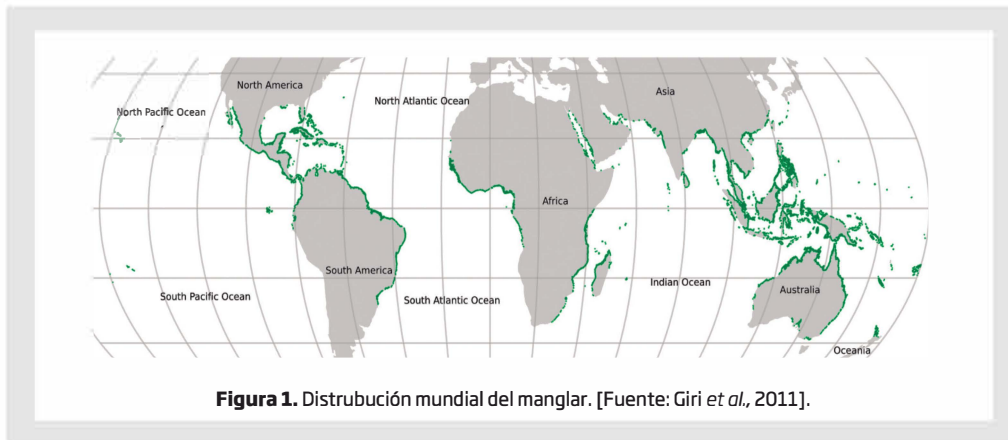 North America
Asia
North Atlantic Ocean
North Pacific Ocean
Africa
South America
Indian Ocean
South Pacific Ocean
South Atlantic Ocean
Australia
Oceania
Figura 1. Distrubución mundial del manglar. [Fuente: Giri et al., 2011].